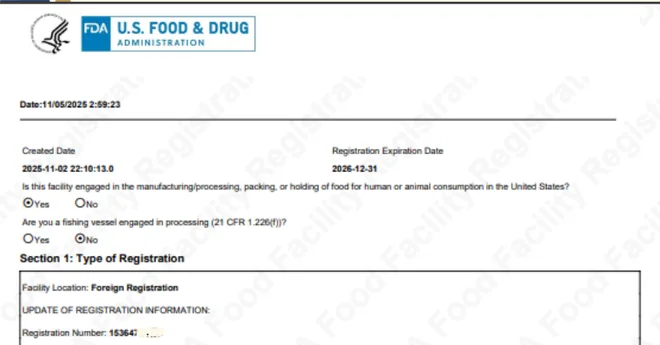 FDA U.S. FOOD & DRUG
ADMINISTRATION
Date:11/05/2025 2:59:23
Created Date Registration Expiration Date
2025-11-02 22:10:13.0 2026-12-31
Is this facility engaged in the manufacturing/processing, packing, or holding of food for human or animal consumption in the United States?
Yes No
Are you a fishing vessel engaged in processing (21 CFR 1.226(f))?
Yes No
Section 1: Type of Registration
Facility Location: Foreign Registration
UPDATE OF REGISTRATION INFORMATION:
Registration Number: 153647